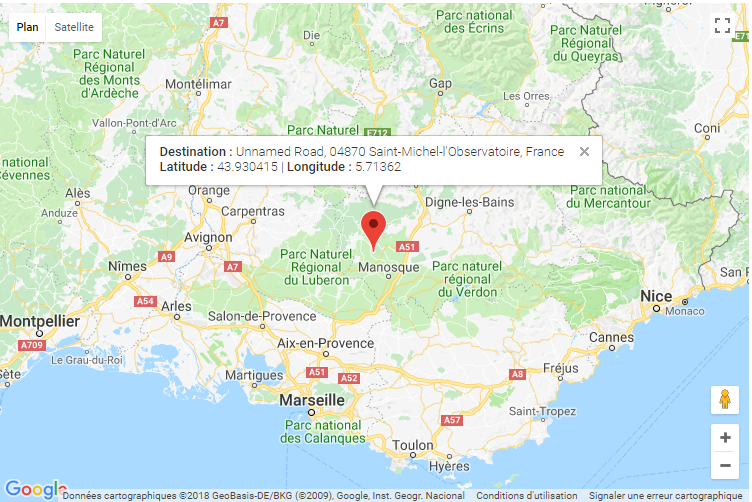 Parc national
des Écrins
A7
Die
Plan
Satellite
Parc Naturel
Régional
du Queyras
E71
Parc Naturel
Régional
des Monts
d'Ardèche
Montélimar
Gap
Les Orres
Vallon-Pont-d'Arc
Coni
Parc Naturel
E712
national
Cévennes
Destination : Unnamed Road, 04870 Saint-Michel-l'Observatoire, France
Latitude : 43.930415 | Longitude : 5.71362
Alès
Orange
Parc national
du Mercantour
Anduze
Carpentras
Digne-les-Bains
Avignon
A51
A9
Nîmes
A7
Parc Naturel
Régional
du Luberon
Manosque
Parc naturel
régional
du Verdon
San R
A54
Nice
Monaco
Arles
Salon-de-Provence
Montpellier
A709
Aix-en-Provence
Cannes
Le Grau-du-Roi
Sète
A51
A52
A8
Fréjus
Martigues
Marseille
Saint-Tropez
A57
Parc national
des Calanques
Toulon
Hyères
Google
Données cartographiques ©2018 GeoBasis-DE/BKG (©2009), Google, Inst. Geogr. Nacional
Conditions d'utilisation
Signaler une erreur cartographique